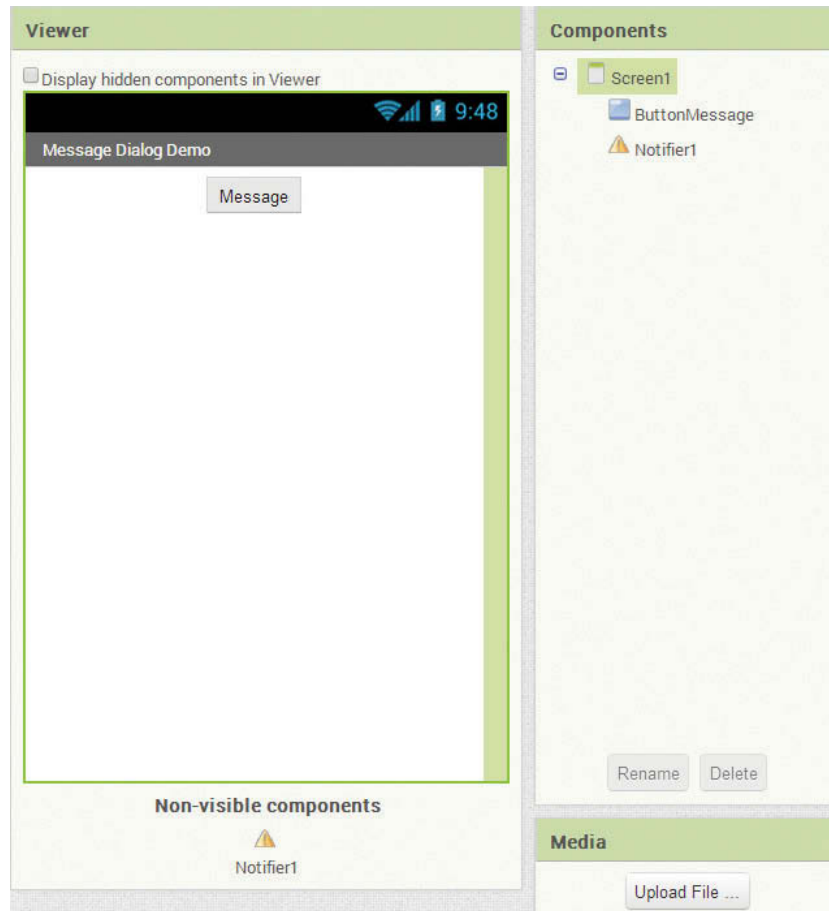 Viewer
Display hidden components in Viewer
9:48
Message Dialog Demo
Message
Non-visible components
Notifier1
Components
Screen1
ButtonMessage
Notifier1
Rename Delete
Media
Upload File ...